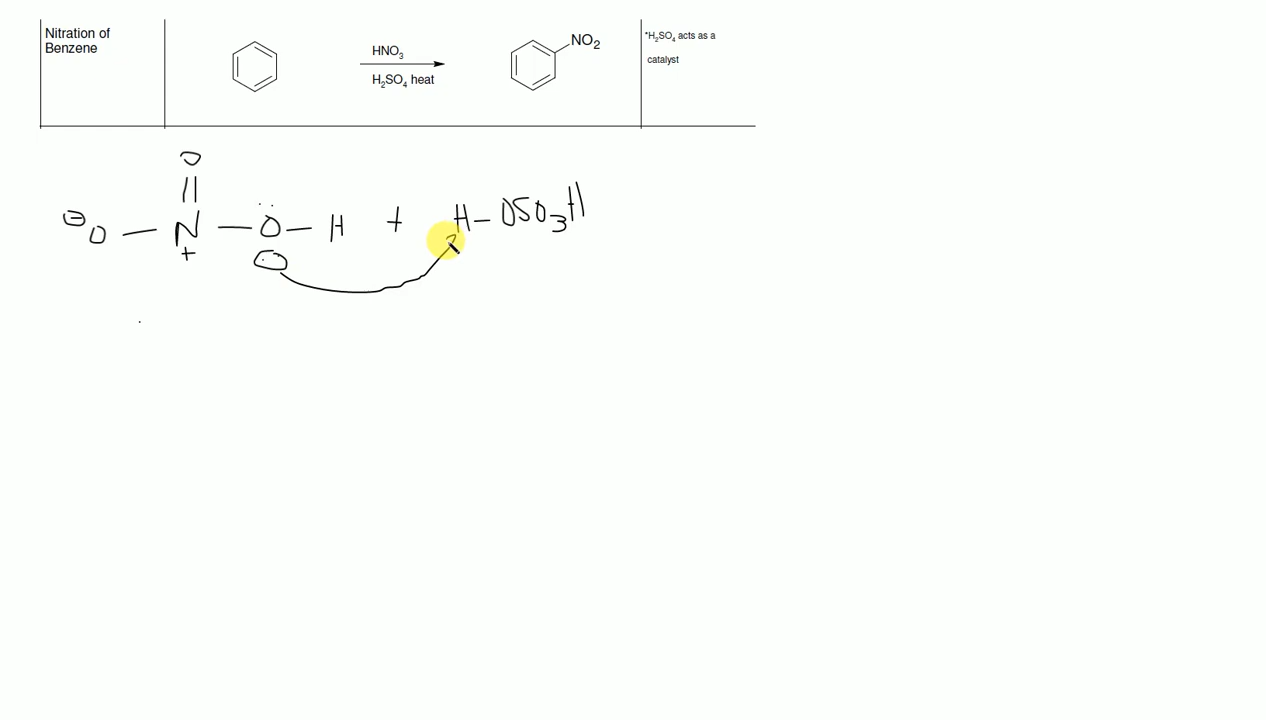 Nitration of
Benzene
HNO3
H2SO4 heat
NO2
*H2SO4 acts as a
catalyst
O
⊖O — N — O — H + H — OSO3H
+